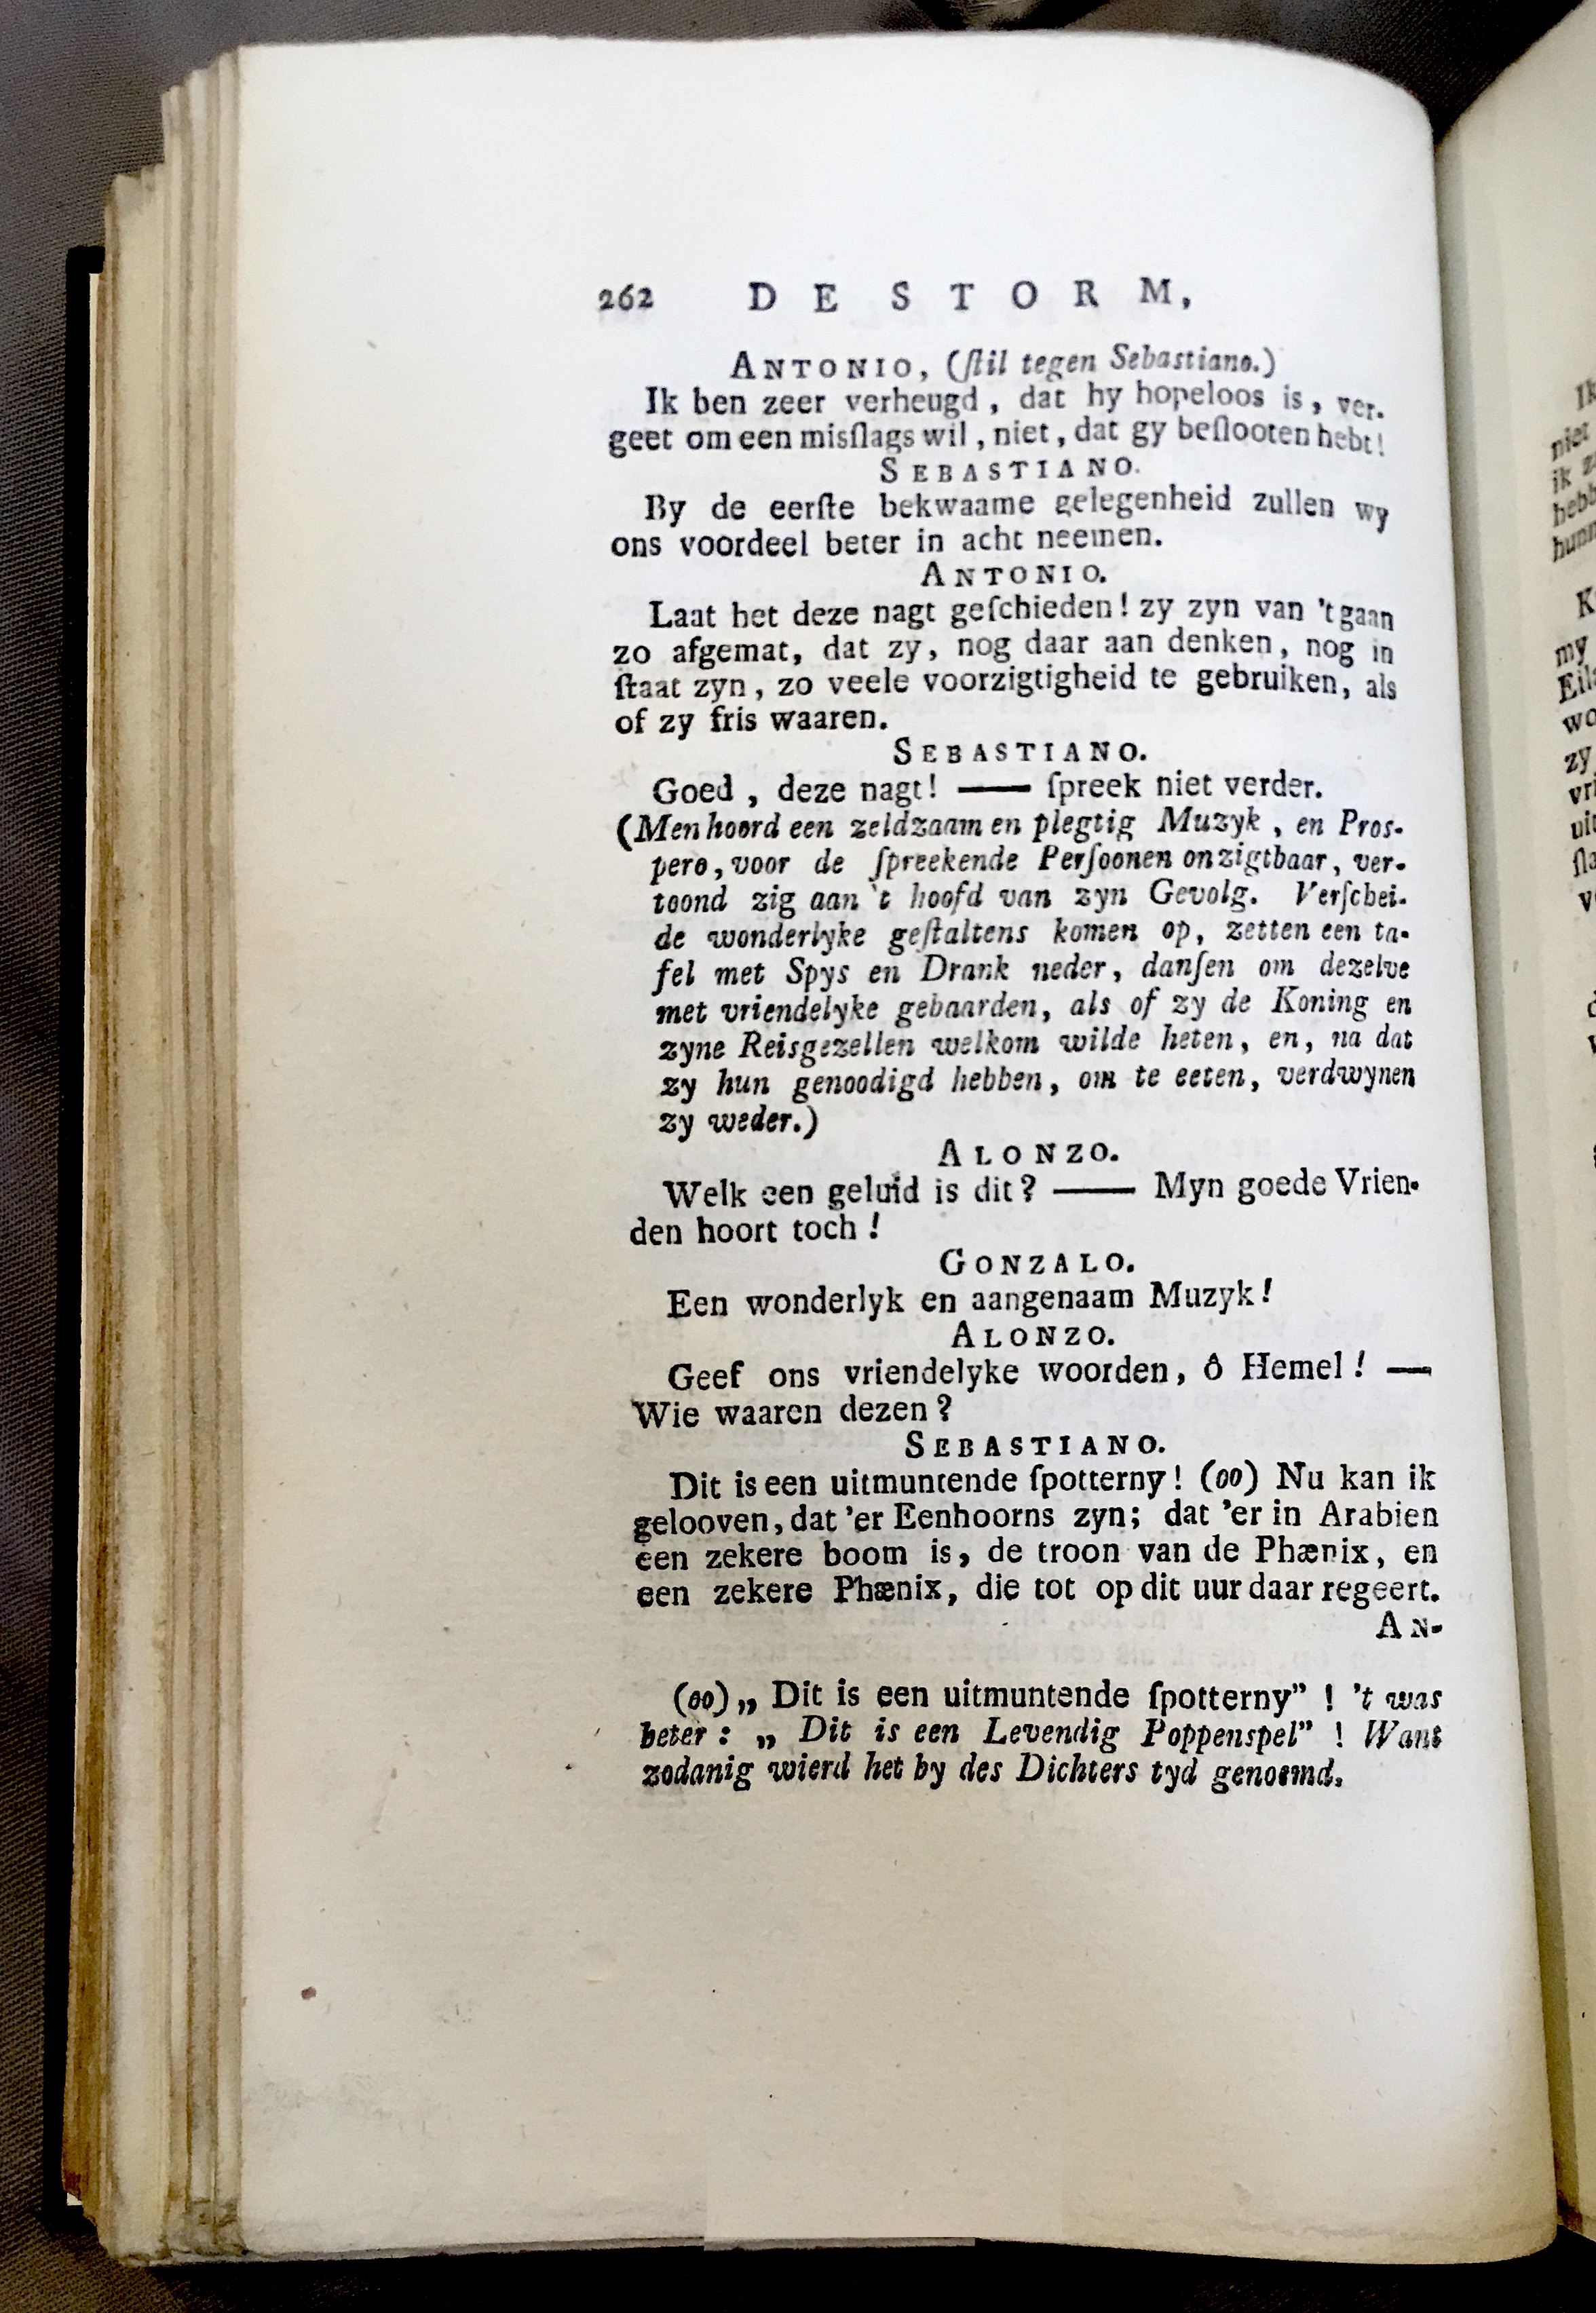 262 DE STORM,
ANTONIO, (ſtil tegen Sebastiano.)
Ik ben zeer verheugd, dat hy hopeloos is, ver-
geet om een misſlags wil, niet, dat gy beſlooten hebt!
SEBASTIANO.
By de eerſte bekwaame gelegenheid zullen wy
ons voordeel beter in acht neemen.
ANTONIO.
Laat het deze nagt geſchieden! zy zyn van 't gaan
zo afgemat, dat zy, nog daar aan denken, nog in
ſtaat zyn, zo veele voorzigtigheid te gebruiken, als
of zy fris waaren.
SEBASTIANO.
Goed, deze nagt! —— ſpreek niet verder.
(Men hoord een zeldzaam en plegtig Muzyk, en Pros-
pero, voor de ſpreekende Perſoonen onzigtbaar, ver-
toond zig aan 't hoofd van zyn Gevolg. Verſchei-
de wonderlyke geſtaltens komen op, zetten een ta-
fel met Spys en Drank neder, danſen om dezelve
met vriendelyke gebaarden, als of zy de Koning en
zyne Reisgezellen welkom wilde heten, en, na dat
zy hun genoodigd hebben, om te eeten, verdwynen
zy weder.)
ALONZO.
Welk een geluid is dit? —— Myn goede Vrien-
den hoort toch!
GONZALO.
Een wonderlyk en aangenaam Muzyk!
ALONZO.
Geef ons vriendelyke woorden, ô Hemel! —
Wie waaren dezen?
SEBASTIANO.
Dit is een uitmuntende ſpotterny! (oo) Nu kan ik
gelooven, dat 'er Eenhoorns zyn; dat 'er in Arabien
een zekere boom is, de troon van de Phænix, en
een zekere Phænix, die tot op dit uur daar regeert.
AN-
(oo) „ Dit is een uitmuntende ſpotterny” ! 't was
beter: „ Dit is een Levendig Poppenspel” ! Want
zodanig wierd het by des Dichters tyd genoemd.
Ik
niet
ik
K
my
zy